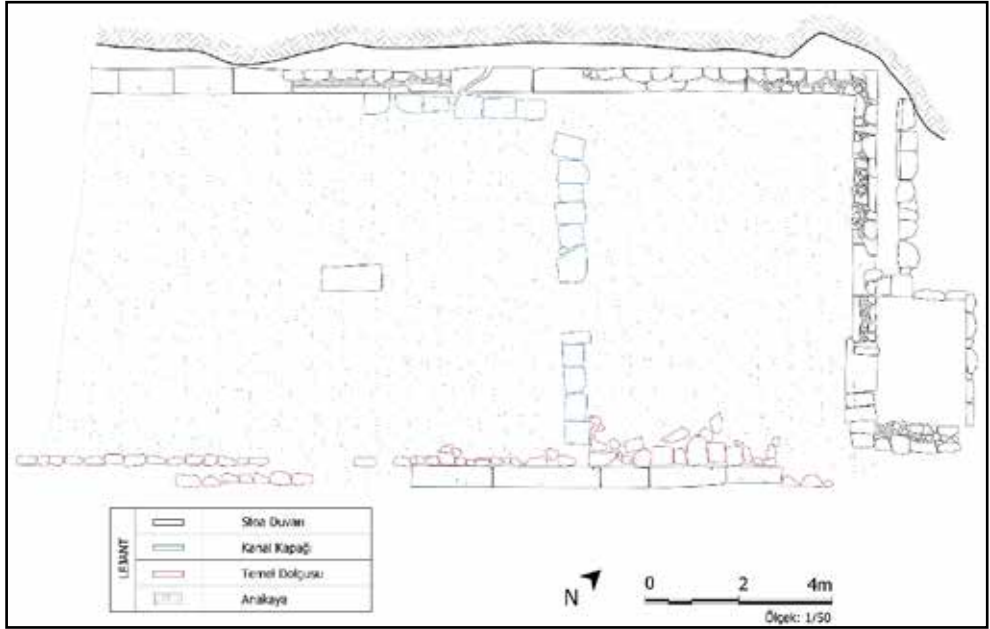 LEJANT
Stoa Duvarı
Kanal Kapağı
Temel Dolgusu
Anakaya
N
0 2 4m
Ölçek: 1/50